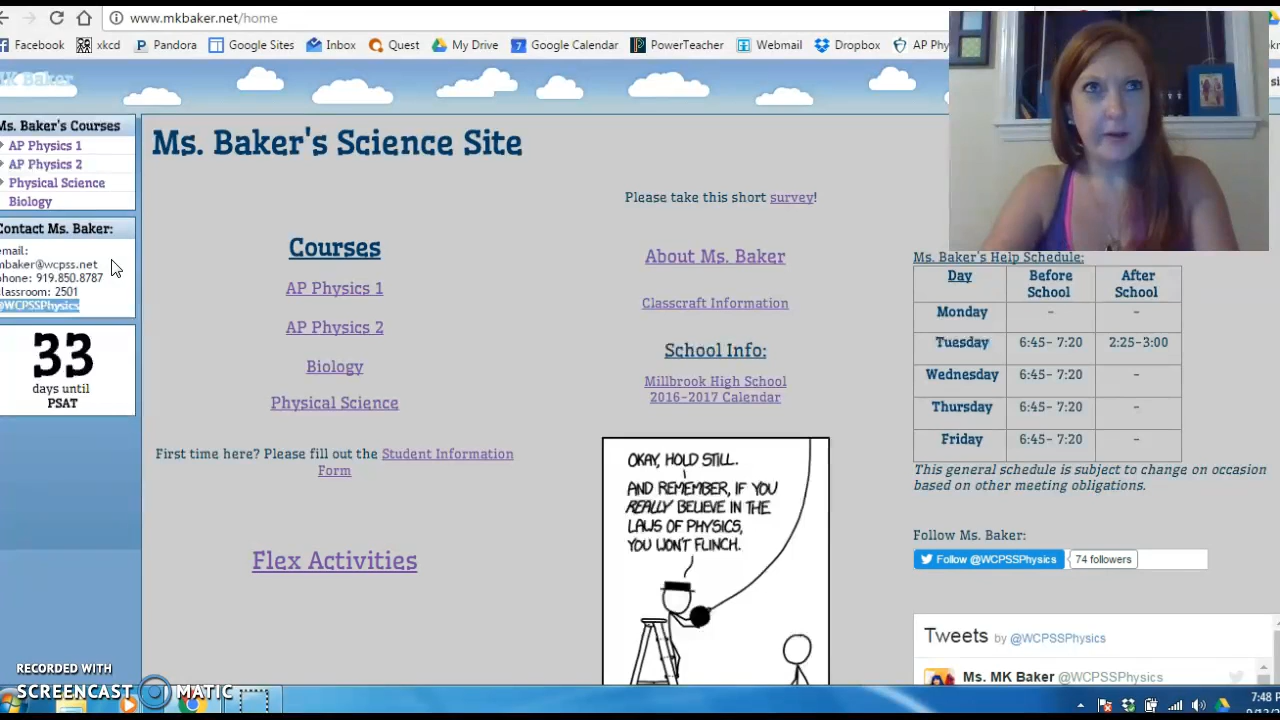 www.mkbaker.net/home
Facebook xkcd Pandora Google Sites Inbox Quest My Drive Google Calendar PowerTeacher Webmail Dropbox AP Phy
MK Baker
Ms. Baker's Courses
AP Physics 1
AP Physics 2
Physical Science
Biology
Contact Ms. Baker:
email:
mbaker@wcpss.net
phone: 919.850.8787
classroom: 2501
@WCPSSPhysics
33
days until
PSAT
Ms. Baker's Science Site
Courses
AP Physics 1
AP Physics 2
Biology
Physical Science
First time here? Please fill out the Student Information
Form
Flex Activities
Please take this short survey!
About Ms. Baker
Classcraft Information
School Info:
Millbrook High School
2016-2017 Calendar
OKAY, HOLD STILL.
AND REMEMBER, IF YOU
REALLY BELIEVE IN THE
LAWS OF PHYSICS,
YOU WON'T FLINCH.
Ms. Baker's Help Schedule:
Day Before School After School
Monday - -
Tuesday 6:45- 7:20 2:25-3:00
Wednesday 6:45- 7:20 -
Thursday 6:45- 7:20 -
Friday 6:45- 7:20 -
This general schedule is subject to change on occasion
based on other meeting obligations.
Follow Ms. Baker:
Follow @WCPSSPhysics 74 followers
Tweets by @WCPSSPhysics
Ms. MK Baker @WCPSSPhysics
RECORDED WITH
SCREENCAST MATIC
7:48 P